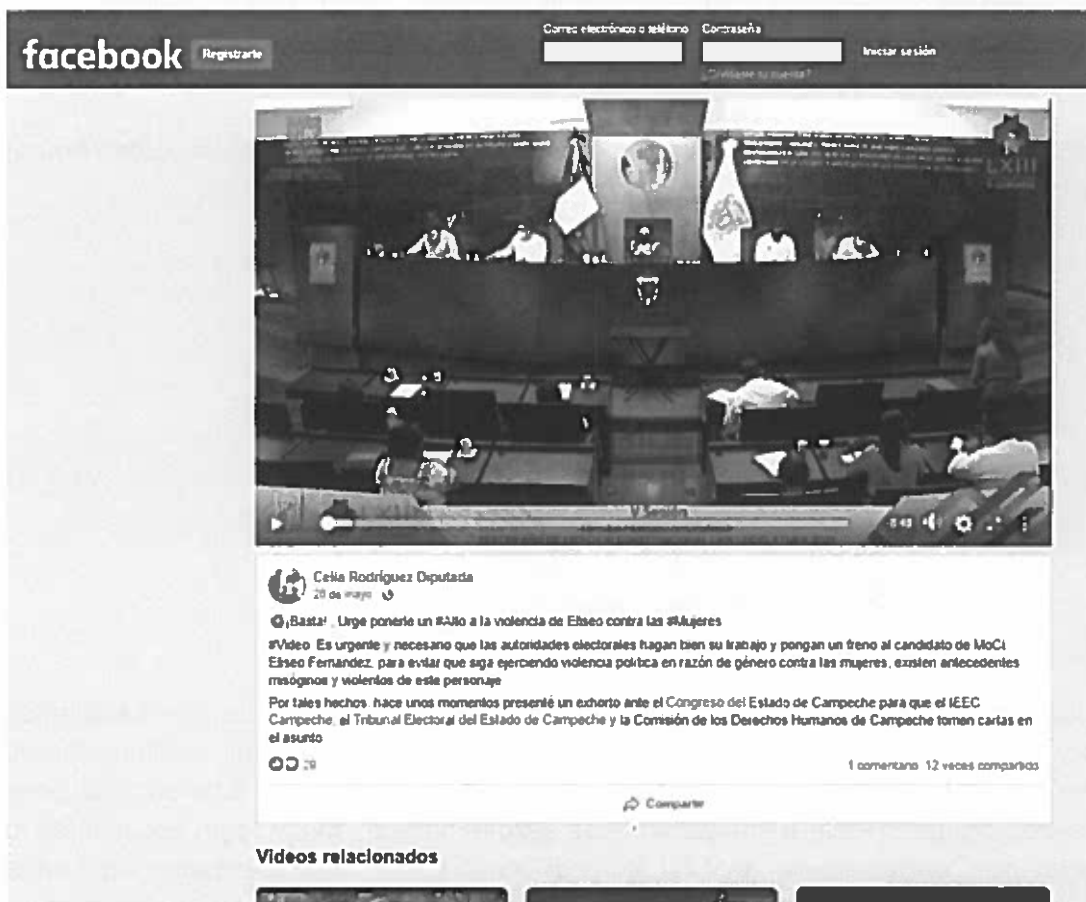 facebook
Registrarte
Correo electrónico o teléfono
Contraseña
Iniciar sesión
¿Olvidaste tu cuenta?
LXIII
V Sesión
Celia Rodríguez Diputada
28 de mayo
¡Basta! , Urge ponerle un #Alto a la violencia de Eliseo contra las #Mujeres
#Video Es urgente y necesario que las autoridades electorales hagan bien su trabajo y pongan un freno al candidato de MoCi
Eliseo Fernandez, para evitar que siga ejerciendo violencia politica en razón de género contra las mujeres, existen antecedentes
misóginos y violentos de este personaje
Por tales hechos, hace unos momentos presenté un exhorto ante el Congreso del Estado de Campeche para que el IEEC
Campeche, el Tribunal Electoral del Estado de Campeche y la Comisión de los Derechos Humanos de Campeche tomen cartas en
el asunto
1 comentario 12 veces compartido
Compartir
Videos relacionados